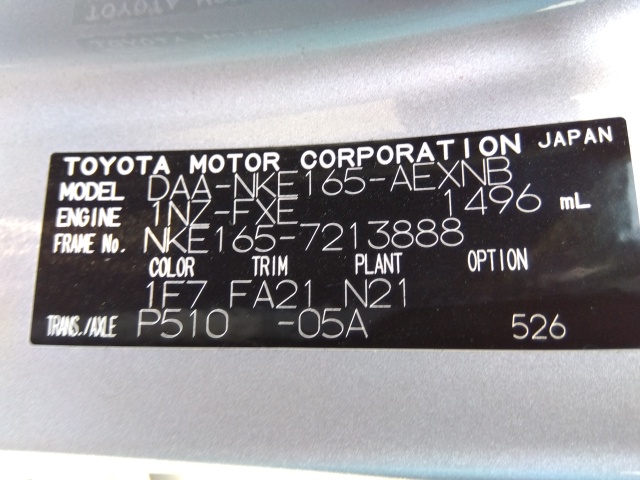 TOYOTA MOTOR CORPORATION JAPAN
MODEL DAA-NKE165-AEXNB
ENGINE 1NZ-FXE 1496 mL
FRAME No. NKE165-7213888
COLOR TRIM PLANT OPTION
1F7 FA21 N21
TRANS./AXLE P510 -05A 526